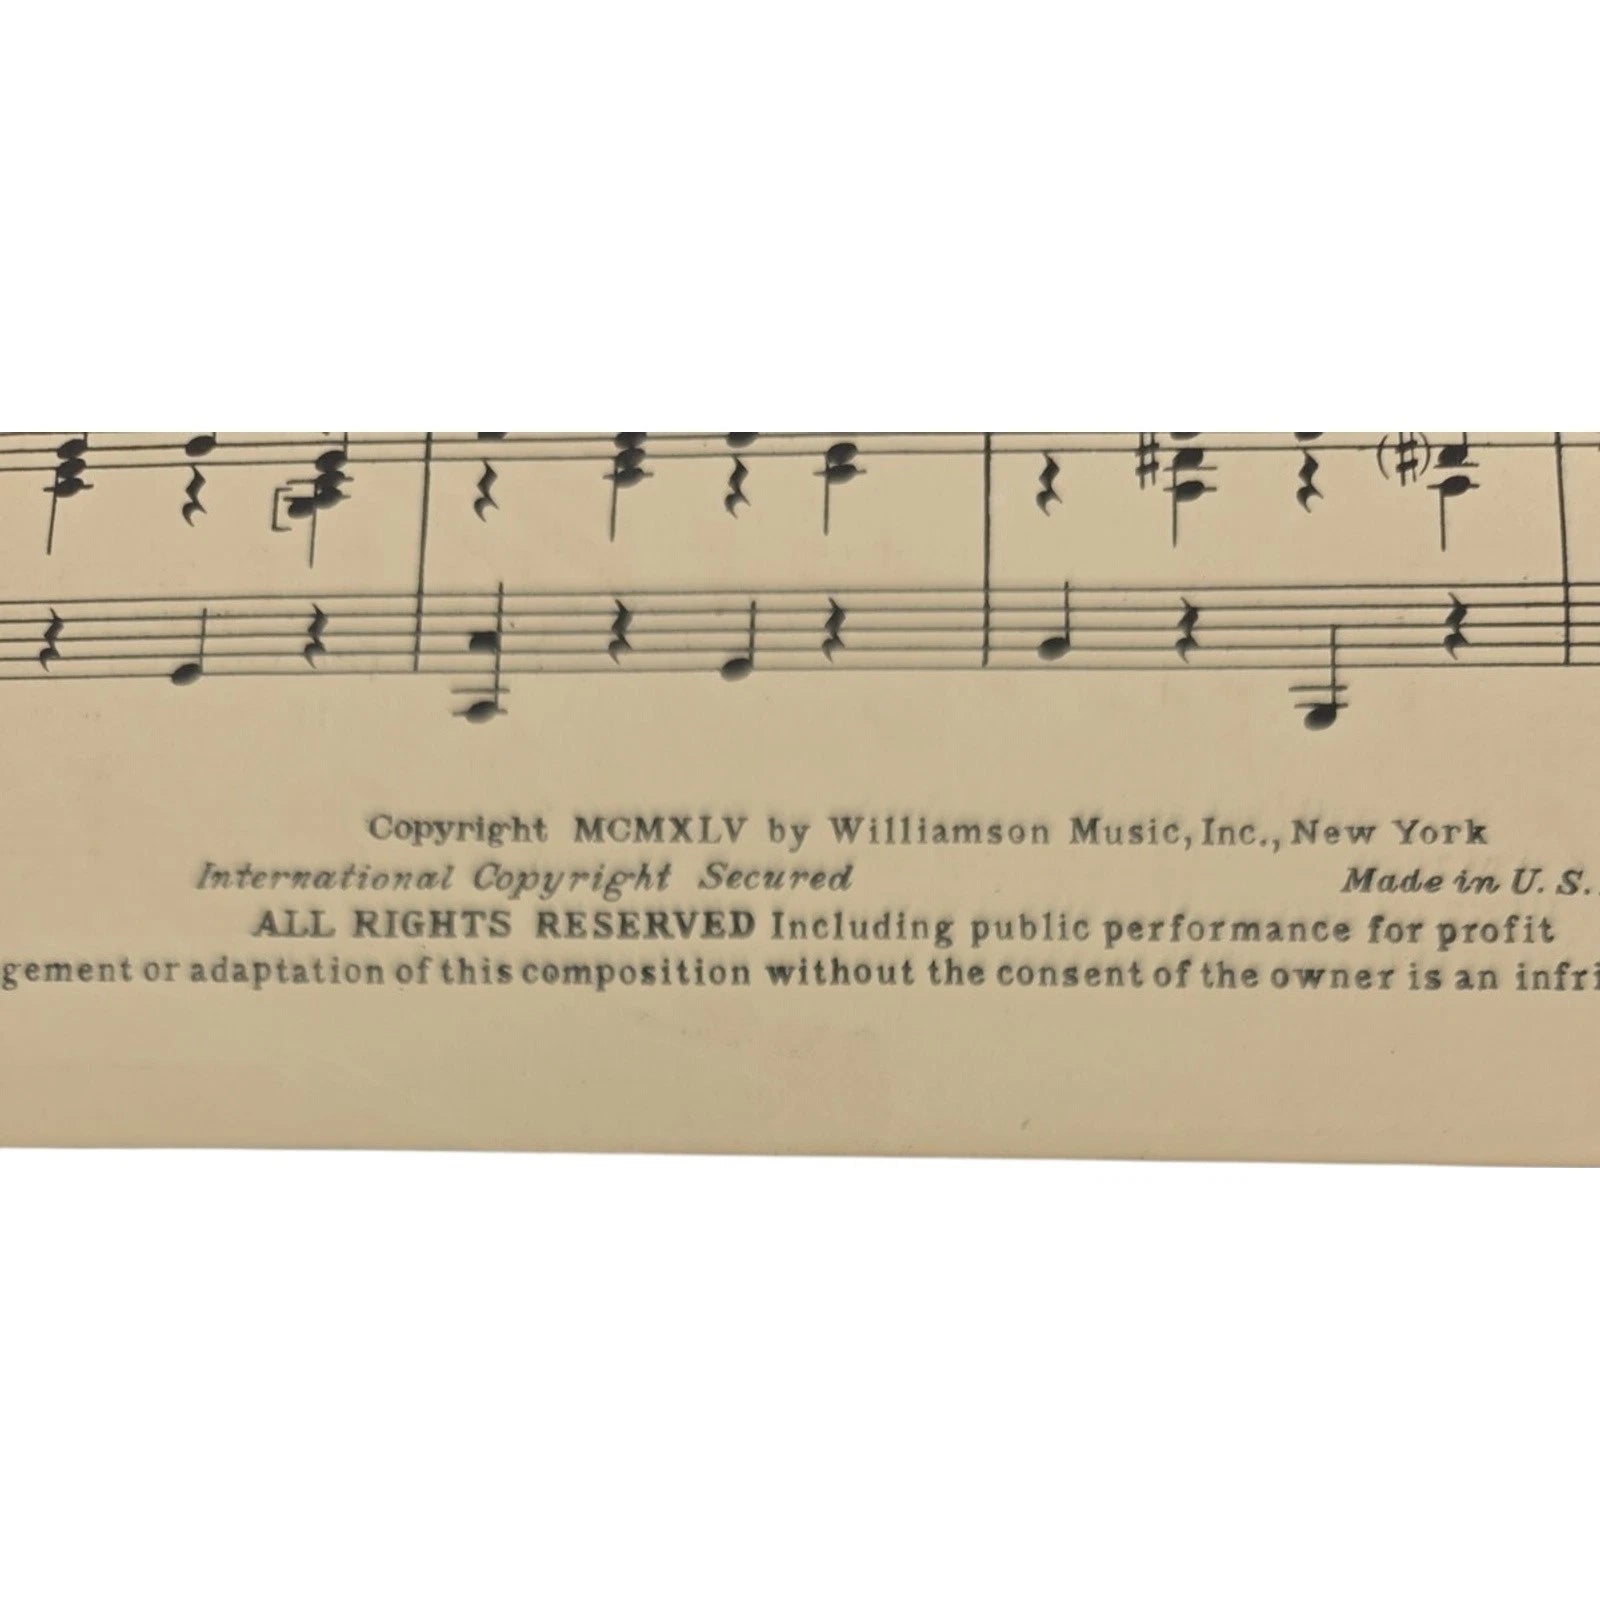 Copyright MCMXLV by Williamson Music, Inc., New York
International Copyright Secured Made in U. S.
ALL RIGHTS RESERVED Including public performance for profit
gement or adaptation of this composition without the consent of the owner is an infri